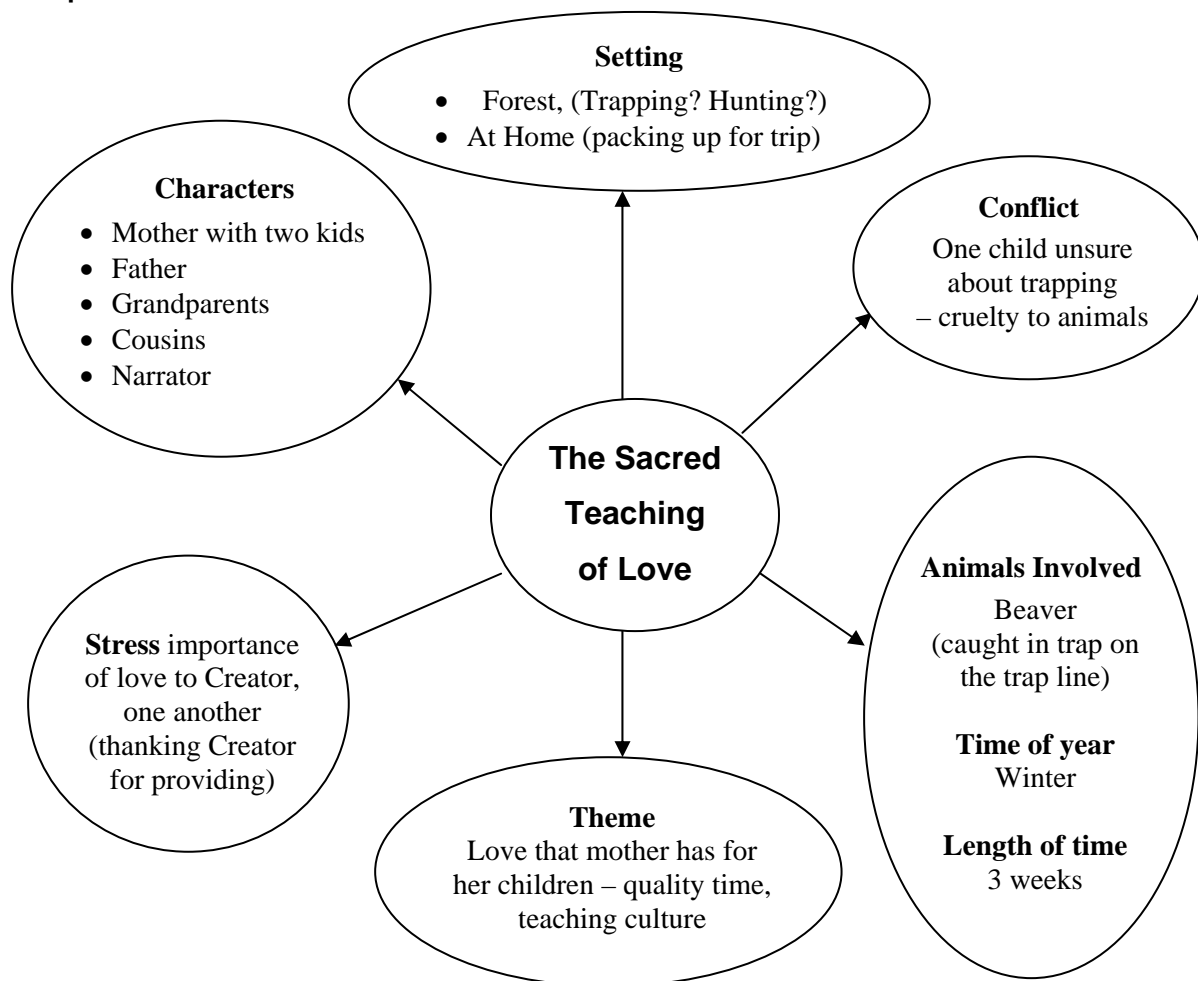 Setting
• Forest, (Trapping? Hunting?)
• At Home (packing up for trip)
Characters
• Mother with two kids
• Father
• Grandparents
• Cousins
• Narrator
Conflict
One child unsure
about trapping
– cruelty to animals
The Sacred
Teaching
of Love
Animals Involved
Beaver
(caught in trap on
the trap line)
Time of year
Winter
Length of time
3 weeks
Stress importance
of love to Creator,
one another
(thanking Creator
for providing)
Theme
Love that mother has for
her children – quality time,
teaching culture